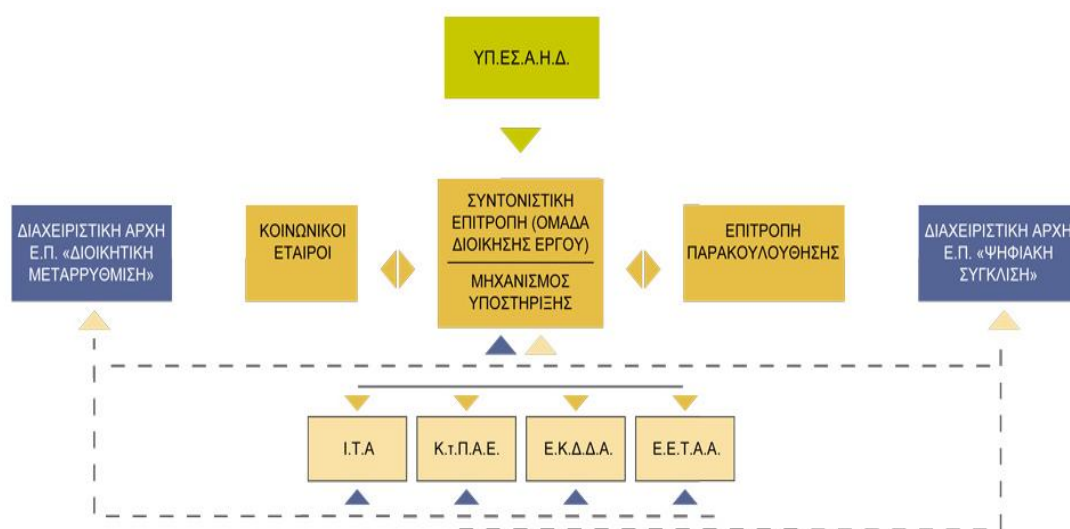 ΥΠ.ΕΣ.Α.Η.Δ.
ΔΙΑΧΕΙΡΙΣΤΙΚΗ ΑΡΧΗ
Ε.Π. «ΔΙΟΙΚΗΤΙΚΗ
ΜΕΤΑΡΡΥΘΜΙΣΗ»
ΚΟΙΝΩΝΙΚΟΙ
ΕΤΑΙΡΟΙ
ΣΥΝΤΟΝΙΣΤΙΚΗ
ΕΠΙΤΡΟΠΗ (ΟΜΑΔΑ
ΔΙΟΙΚΗΣΗΣ ΕΡΓΟΥ)
ΜΗΧΑΝΙΣΜΟΣ
ΥΠΟΣΤΗΡΙΞΗΣ
ΕΠΙΤΡΟΠΗ
ΠΑΡΑΚΟΥΛΟΥΘΗΣΗΣ
ΔΙΑΧΕΙΡΙΣΤΙΚΗ ΑΡΧΗ
Ε.Π. «ΨΗΦΙΑΚΗ
ΣΥΓΚΛΙΣΗ»
Ι.Τ.Α
Κ.τ.Π.Α.Ε.
Ε.Κ.Δ.Δ.Α.
Ε.Ε.Τ.Α.Α.